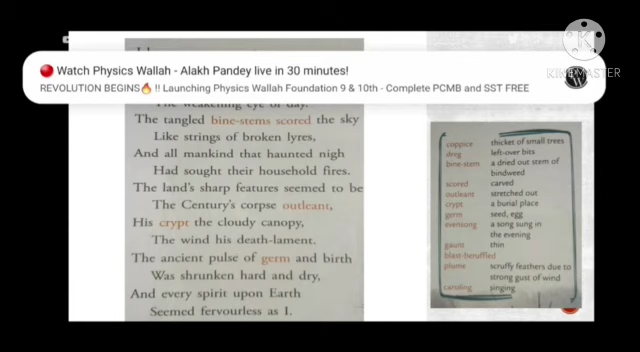 🔴 Watch Physics Wallah - Alakh Pandey live in 30 minutes!
REVOLUTION BEGINS🔥 !! Launching Physics Wallah Foundation 9 & 10th - Complete PCMB and SST FREE
KINEMASTER
The weakening eye of day.
The tangled bine-stems scored the sky
Like strings of broken lyres,
And all mankind that haunted nigh
Had sought their household fires.
The land's sharp features seemed to be
The Century's corpse outleant,
His crypt the cloudy canopy,
The wind his death-lament.
The ancient pulse of germ and birth
Was shrunken hard and dry,
And every spirit upon Earth
Seemed fervourless as I.
coppice thicket of small trees
dreg left-over bits
bine-stem a dried out stem of
bindweed
scored carved
outleant stretched out
crypt a burial place
germ seed, egg
evensong a song sung in
the evening
gaunt thin
blast-beruffled
plume scruffy feathers due to
strong gust of wind
caroling singing